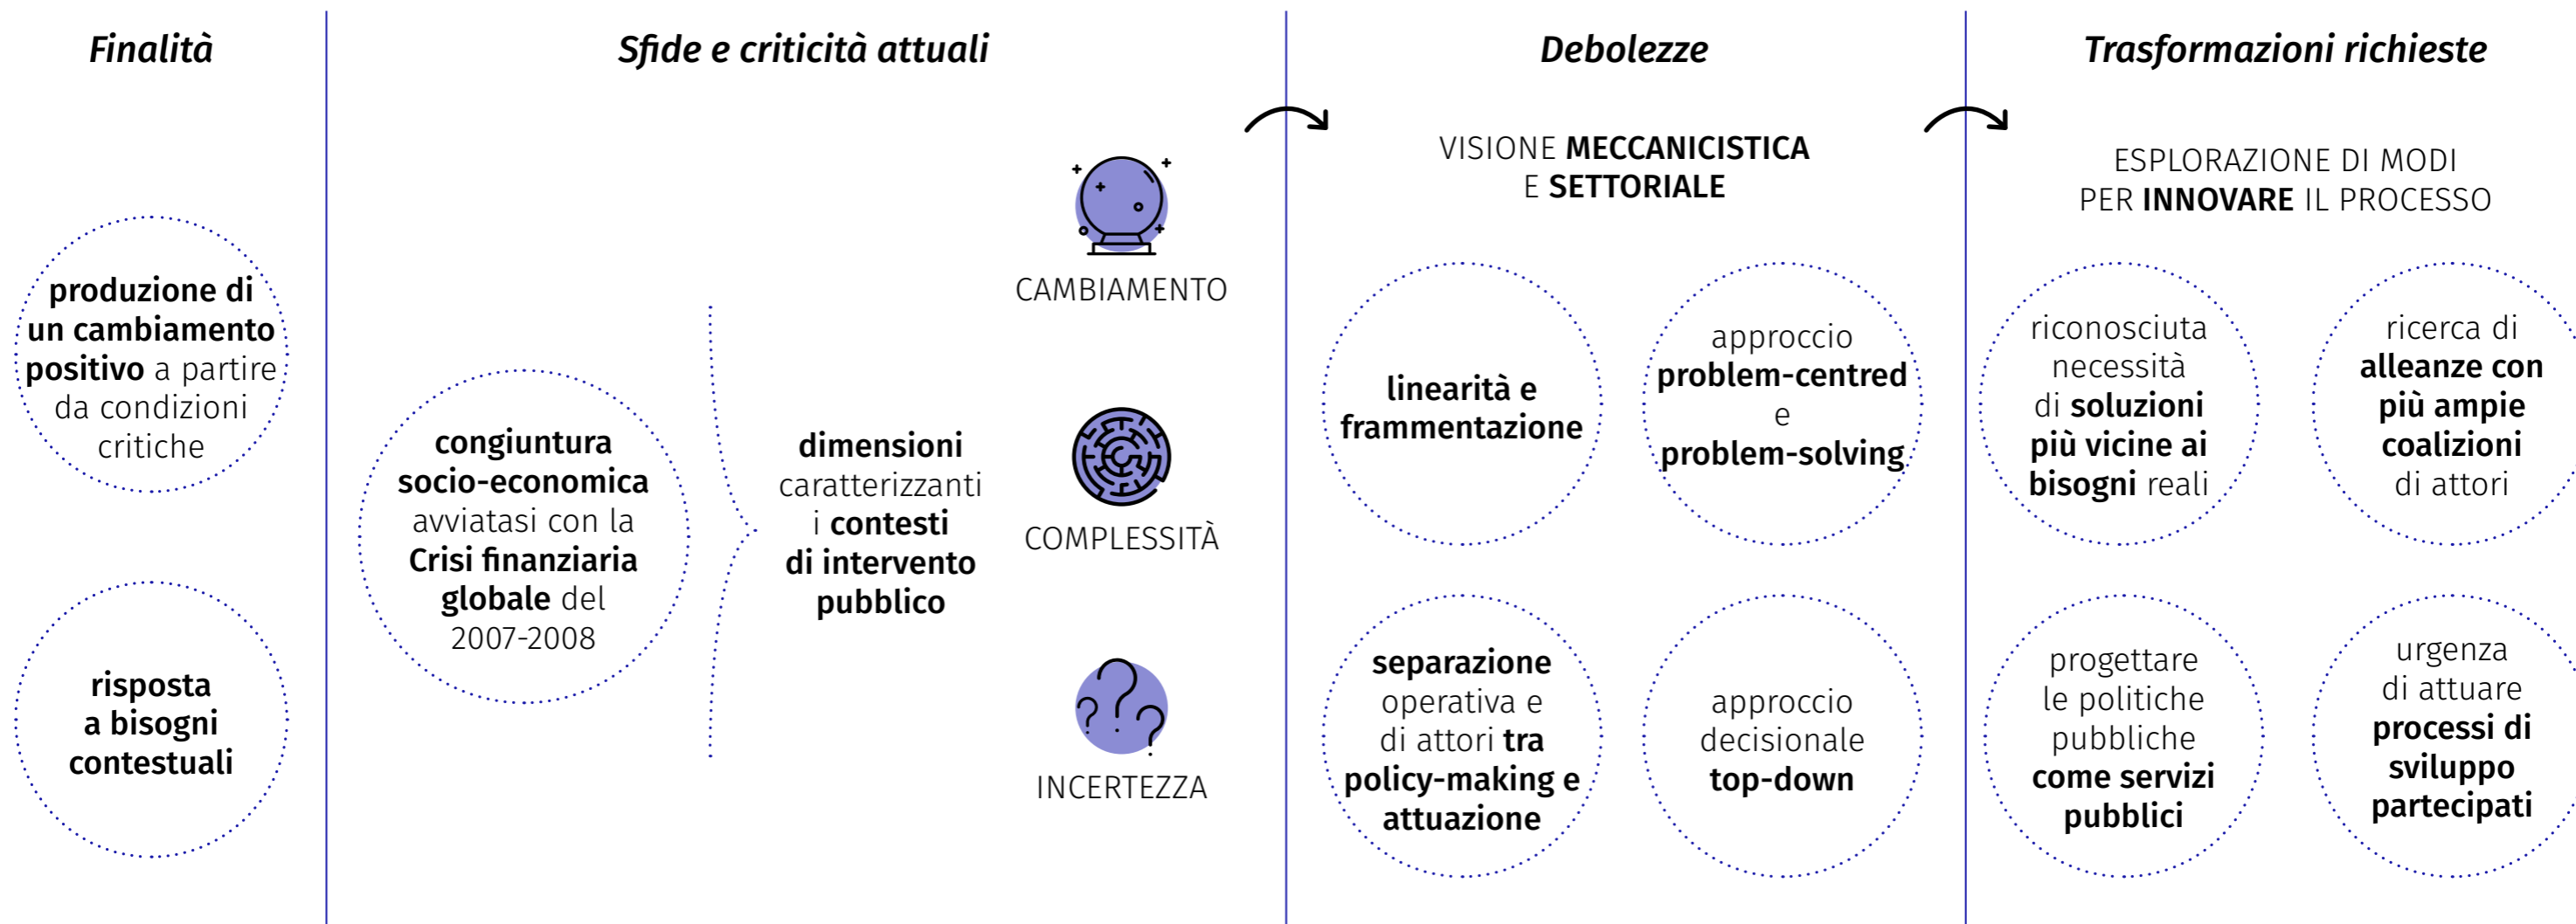 Finalità
produzione di
un cambiamento
positivo a partire
da condizioni
critiche
risposta
a bisogni
contestuali
Sfide e criticità attuali
congiuntura
socio-economica
avviatasi con la
Crisi finanziaria
globale del
2007-2008
dimensioni
caratterizzanti
i contesti
di intervento
pubblico
CAMBIAMENTO
COMPLESSITÀ
INCERTEZZA
Debolezze
VISIONE MECCANICISTICA
E SETTORIALE
linearità e
frammentazione
approccio
problem-centred
e
problem-solving
separazione
operativa e
di attori tra
policy-making e
attuazione
approccio
decisionale
top-down
Trasformazioni richieste
ESPLORAZIONE DI MODI
PER INNOVARE IL PROCESSO
riconosciuta
necessità
di soluzioni
più vicine ai
bisogni reali
ricerca di
alleanze con
più ampie
coalizioni
di attori
progettare
le politiche
pubbliche
come servizi
pubblici
urgenza
di attuare
processi di
sviluppo
partecipati